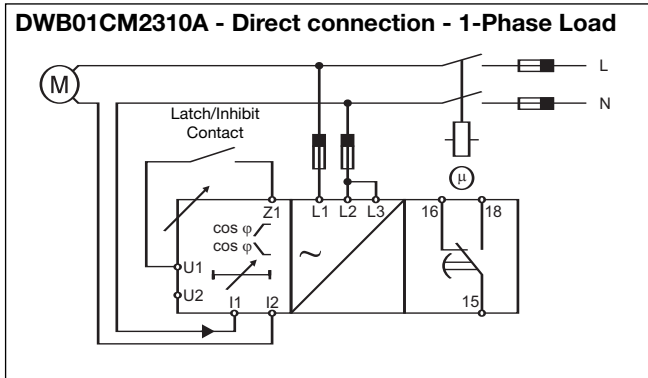 DWB01CM2310A - Direct connection - 1-Phase Load
L
M
N
Latch/Inhibit
Contact
μ
Z1
L1
L2
L3
16
18
cos φ
cos φ
~
U1
U2
I1
I2
15